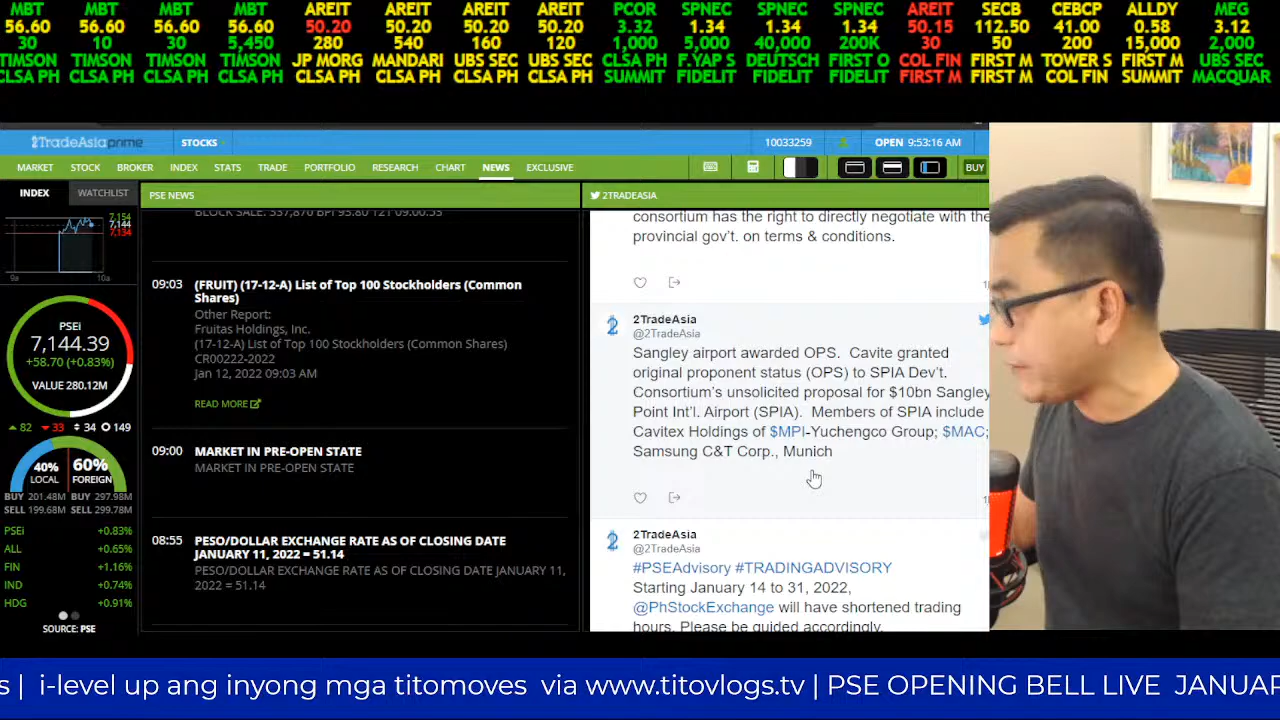 MBT MBT MBT MBT AREIT AREIT AREIT AREIT PCOR SPNEC SPNEC SPNEC AREIT SECB CEBCP ALLDY MEG
56.60 56.60 56.60 56.60 50.20 50.20 50.20 50.20 3.32 1.34 1.34 1.34 50.15 112.50 41.00 0.58 3.12
30 10 30 5,450 280 540 160 120 1,000 5,000 40,000 200K 30 50 200 15,000 2,000
TIMSON TIMSON TIMSON TIMSON JP MORG MANDARI UBS SEC UBS SEC CLSA PH F.YAP S DEUTSCH FIRST O COL FIN FIRST M TOWER S FIRST M UBS SEC
CLSA PH CLSA PH CLSA PH CLSA PH CLSA PH CLSA PH CLSA PH CLSA PH SUMMIT FIDELIT FIDELIT FIDELIT FIRST M FIRST M COL FIN SUMMIT MACQUAR
2TradeAsia prime STOCKS 10033259 OPEN 9:53:16 AM
MARKET STOCK BROKER INDEX STATS TRADE PORTFOLIO RESEARCH CHART NEWS EXCLUSIVE BUY
INDEX WATCHLIST
7,154
7,144
7,134
9a 10a
PSEi
7,144.39
+58.70 (+0.83%)
VALUE 280.12M
82 33 34 149
40% LOCAL 60% FOREIGN
BUY 201.48M BUY 297.98M
SELL 199.68M SELL 299.78M
PSEi +0.83%
ALL +0.65%
FIN +1.16%
IND +0.74%
HDG +0.91%
SOURCE: PSE
PSE NEWS
09:03 (FRUIT) (17-12-A) List of Top 100 Stockholders (Common
Shares)
Other Report:
Fruitas Holdings, Inc.
(17-12-A) List of Top 100 Stockholders (Common Shares)
CR00222-2022
Jan 12, 2022 09:03 AM
READ MORE
09:00 MARKET IN PRE-OPEN STATE
MARKET IN PRE-OPEN STATE
08:55 PESO/DOLLAR EXCHANGE RATE AS OF CLOSING DATE
JANUARY 11, 2022 = 51.14
PESO/DOLLAR EXCHANGE RATE AS OF CLOSING DATE JANUARY 11,
2022 = 51.14
2TRADEASIA
consortium has the right to directly negotiate with the
provincial gov't. on terms & conditions.
2TradeAsia
@2TradeAsia
Sangley airport awarded OPS. Cavite granted
original proponent status (OPS) to SPIA Dev't.
Consortium's unsolicited proposal for $10bn Sangley
Point Int'l. Airport (SPIA). Members of SPIA include
Cavitex Holdings of $MPI-Yuchengco Group; $MAC;
Samsung C&T Corp., Munich
2TradeAsia
@2TradeAsia
#PSEAdvisory #TRADINGADVISORY
Starting January 14 to 31, 2022,
@PhStockExchange will have shortened trading
hours. Please be guided accordingly.
s | i-level up ang inyong mga titomoves via www.titovlogs.tv | PSE OPENING BELL LIVE JANUAR